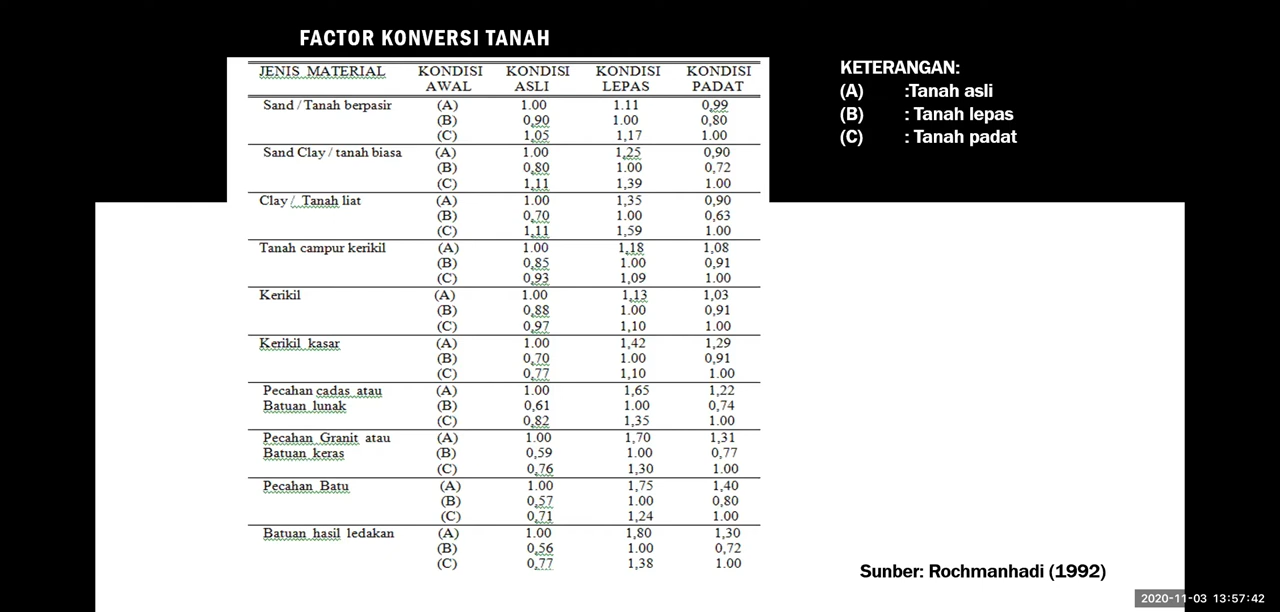 FACTOR KONVERSI TANAH
JENIS MATERIAL KONDISI AWAL KONDISI ASLI KONDISI LEPAS KONDISI PADAT
Sand / Tanah berpasir (A) 1.00 1.11 0,99
(B) 0,90 1.00 0,80
(C) 1,05 1,17 1.00
Sand Clay / tanah biasa (A) 1.00 1,25 0,90
(B) 0,80 1.00 0,72
(C) 1,11 1,39 1.00
Clay / Tanah liat (A) 1.00 1,35 0,90
(B) 0,70 1.00 0,63
(C) 1,11 1,59 1.00
Tanah campur kerikil (A) 1.00 1,18 1,08
(B) 0,85 1.00 0,91
(C) 0,93 1,09 1.00
Kerikil (A) 1.00 1,13 1,03
(B) 0,88 1.00 0,91
(C) 0,97 1,10 1.00
Kerikil kasar (A) 1.00 1,42 1,29
(B) 0,70 1.00 0,91
(C) 0,77 1,10 1.00
Pecahan cadas atau (A) 1.00 1,65 1,22
Batuan lunak (B) 0,61 1.00 0,74
(C) 0,82 1,35 1.00
Pecahan Granit atau (A) 1.00 1,70 1,31
Batuan keras (B) 0,59 1.00 0,77
(C) 0,76 1,30 1.00
Pecahan Batu (A) 1.00 1,75 1,40
(B) 0,57 1.00 0,80
(C) 0,71 1,24 1.00
Batuan hasil ledakan (A) 1.00 1,80 1,30
(B) 0,56 1.00 0,72
(C) 0,77 1,38 1.00
KETERANGAN:
(A) :Tanah asli
(B) : Tanah lepas
(C) : Tanah padat
Sunber: Rochmanhadi (1992)
2020-11-03 13:57:42